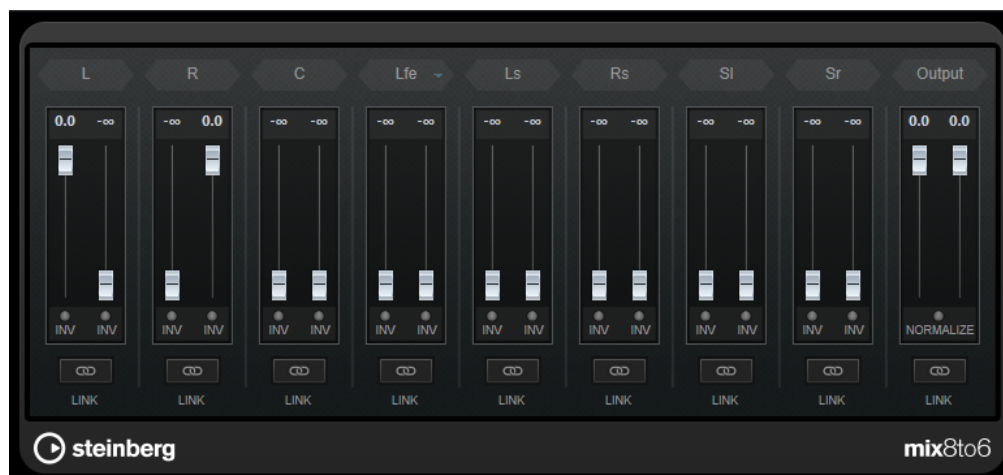 L R C Lfe Ls Rs Sl Sr Output
0.0 -∞ -∞ 0.0 -∞ -∞ -∞ -∞ -∞ -∞ -∞ -∞ -∞ -∞ -∞ -∞ 0.0 0.0
INV INV INV INV INV INV INV INV INV INV INV INV INV INV INV INV NORMALIZE
LINK LINK LINK LINK LINK LINK LINK LINK LINK
steinberg mix8to6